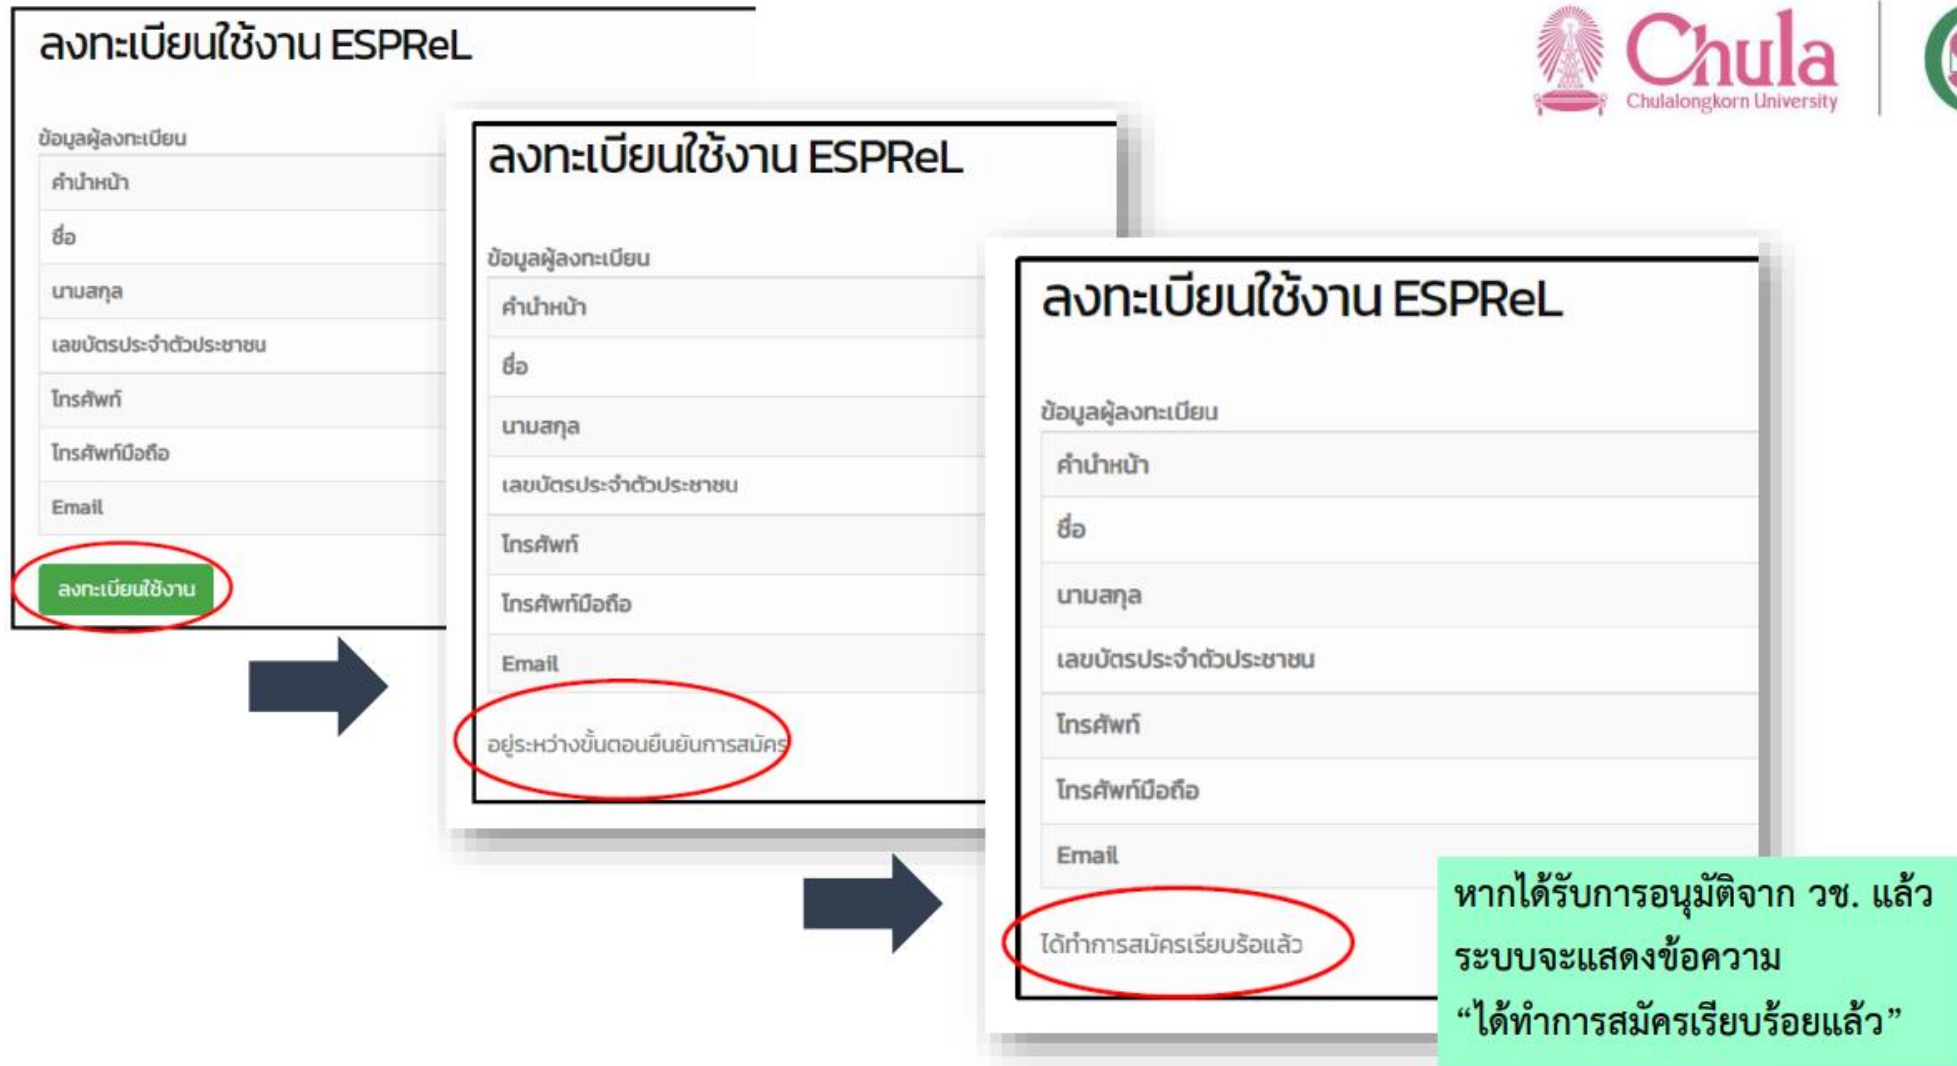 ลงทะเบียนใช้งาน ESPReL
ข้อมูลผู้ลงทะเบียน
คำนำหน้า
ชื่อ
นามสกุล
เลขบัตรประจำตัวประชาชน
โทรศัพท์
โทรศัพท์มือถือ
Email
ลงทะเบียนใช้งาน
ลงทะเบียนใช้งาน ESPReL
ข้อมูลผู้ลงทะเบียน
คำนำหน้า
ชื่อ
นามสกุล
เลขบัตรประจำตัวประชาชน
โทรศัพท์
โทรศัพท์มือถือ
Email
อยู่ระหว่างขั้นตอนยืนยันการสมัคร
Chula
Chulalongkorn University
ลงทะเบียนใช้งาน ESPReL
ข้อมูลผู้ลงทะเบียน
คำนำหน้า
ชื่อ
นามสกุล
เลขบัตรประจำตัวประชาชน
โทรศัพท์
โทรศัพท์มือถือ
Email
ได้ทำการสมัครเรียบร้อแล้ว
หากได้รับการอนุมัติจาก วช. แล้ว
ระบบจะแสดงข้อความ
“ได้ทำการสมัครเรียบร้อยแล้ว”